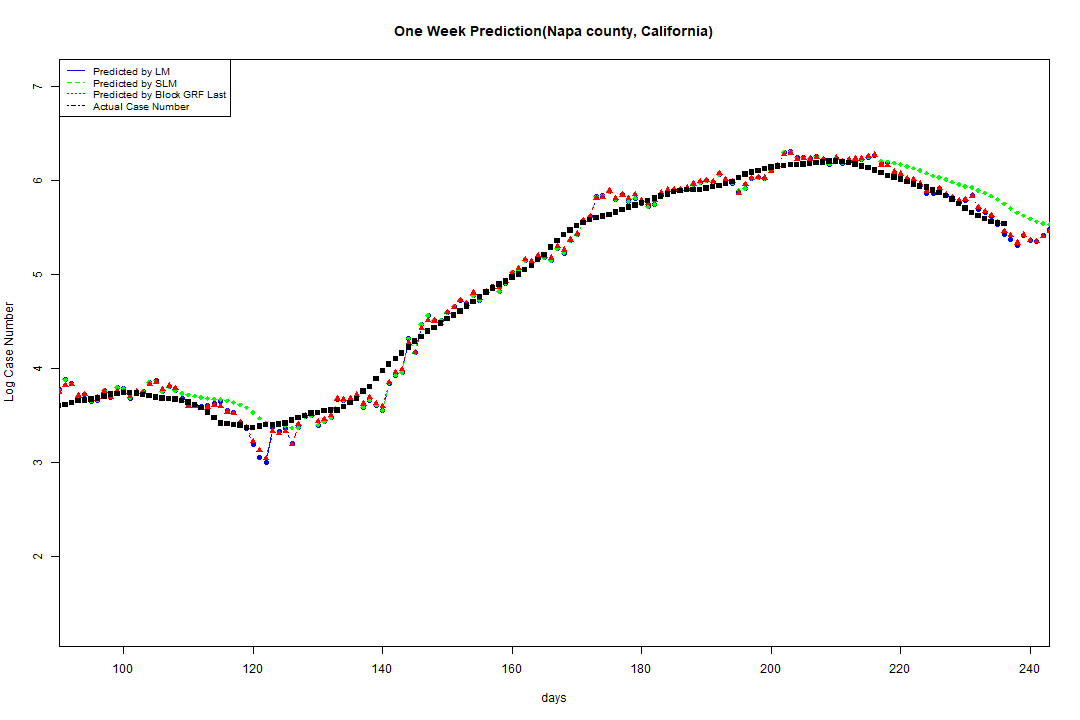 One Week Prediction(Napa county, California)
Predicted by LM
Predicted by SLM
Predicted by Block GRF Last
Actual Case Number
7
6
5
4
3
2
Log Case Number
100 120 140 160 180 200 220 240
days